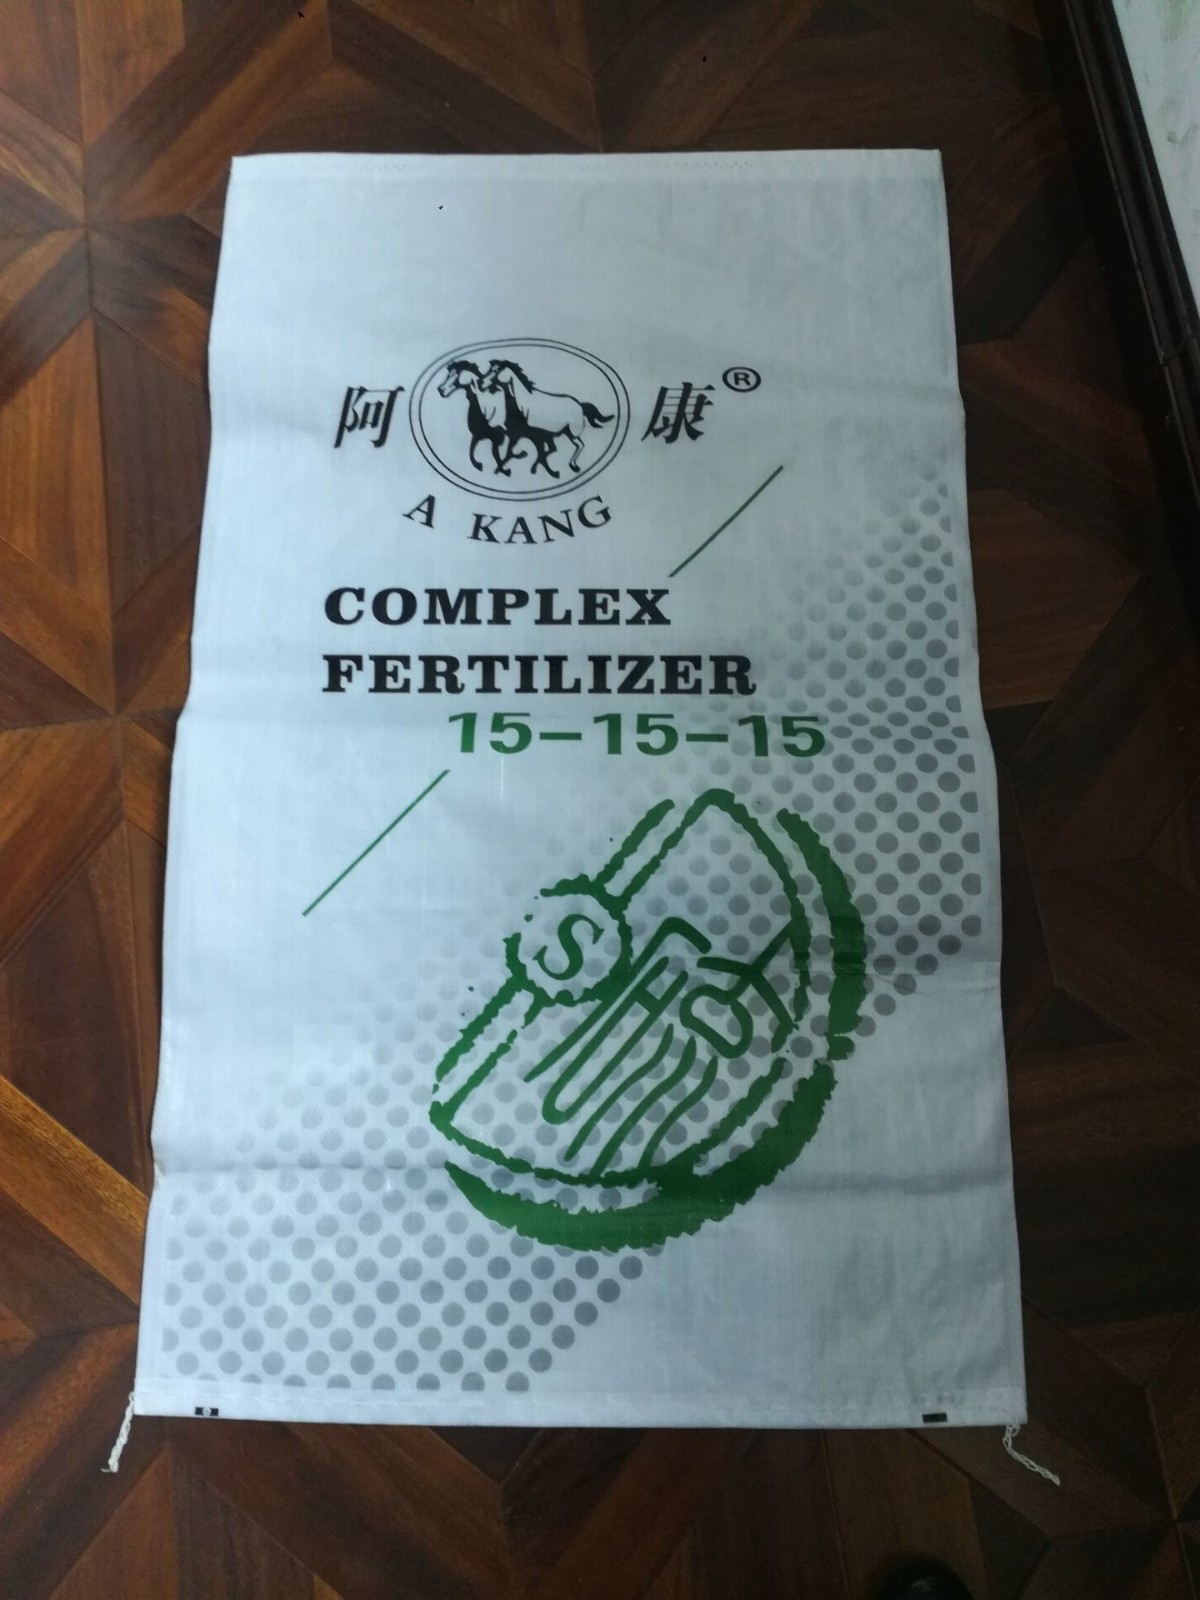 阿 康®
A KANG
COMPLEX
FERTILIZER
15-15-15
S